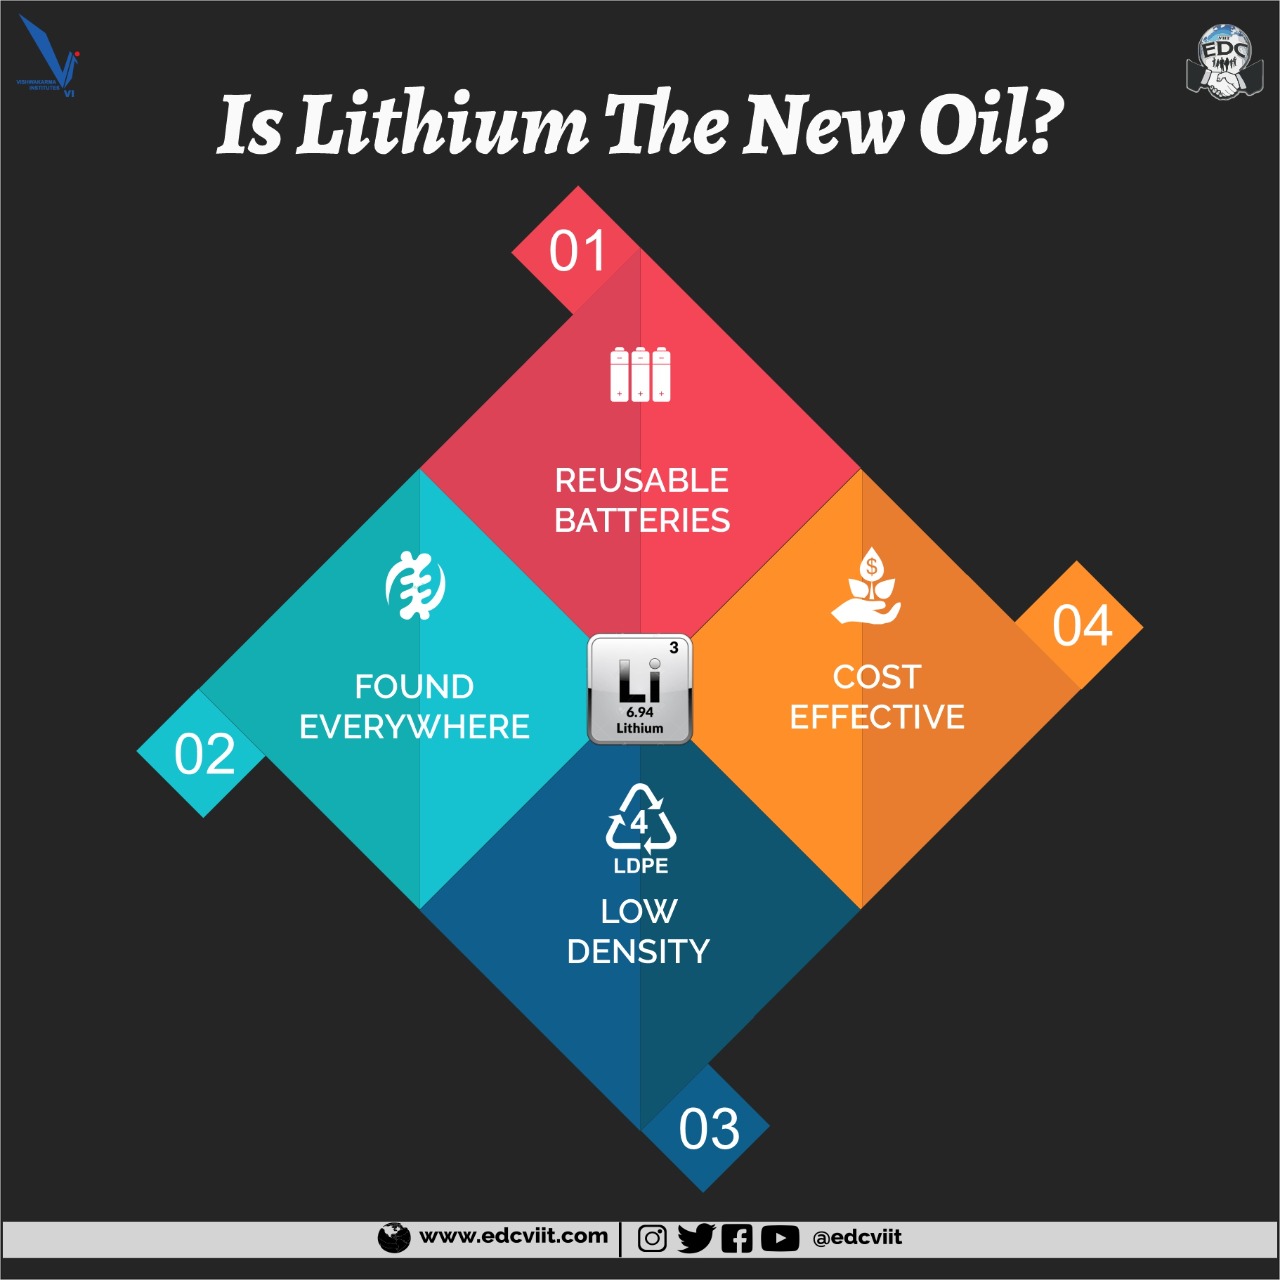 VISHWAKARMA
INSTITUTES
VI
VIIT
EDC
Is Lithium The New Oil?
01
REUSABLE
BATTERIES
02
FOUND
EVERYWHERE
3
Li
6.94
Lithium
$
COST
EFFECTIVE
04
4
LDPE
LOW
DENSITY
03
www.edcviit.com
@edcviit